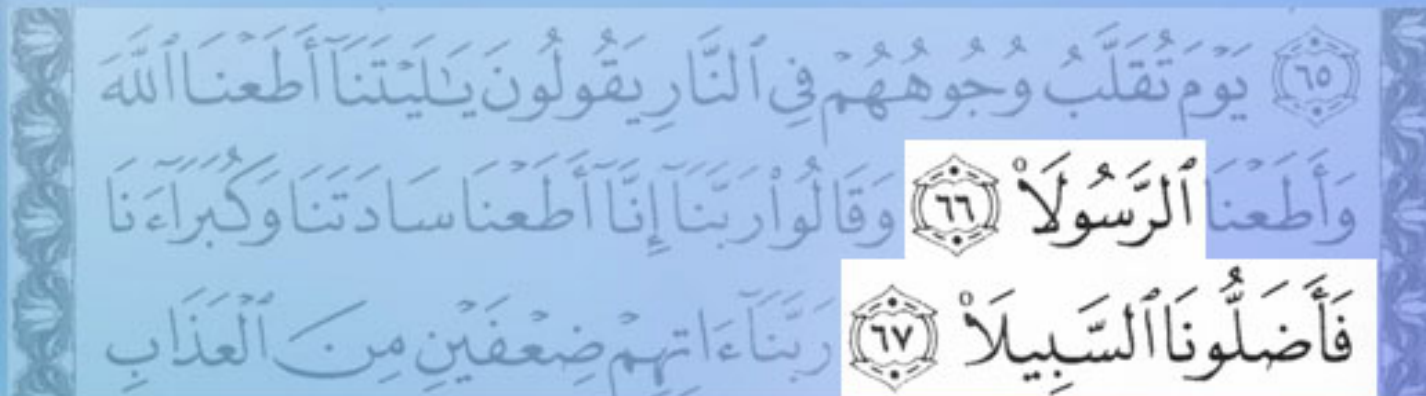 ٦٥ يَوْمَ تُقَلَّبُ وُجُوهُهُمْ فِي ٱلنَّارِ يَقُولُونَ يَـٰلَيْتَنَآ أَطَعْنَا ٱللَّهَ
وَأَطَعْنَا ٱلرَّسُولَا۠ ٦٦ وَقَالُوا۟ رَبَّنَآ إِنَّآ أَطَعْنَا سَادَتَنَا وَكُبَرَآءَنَا
فَأَضَلُّونَا ٱلسَّبِيلَا۠ ٦٧ رَبَّنَآ ءَاتِهِمْ ضِعْفَيْنِ مِنَ ٱلْعَذَابِ